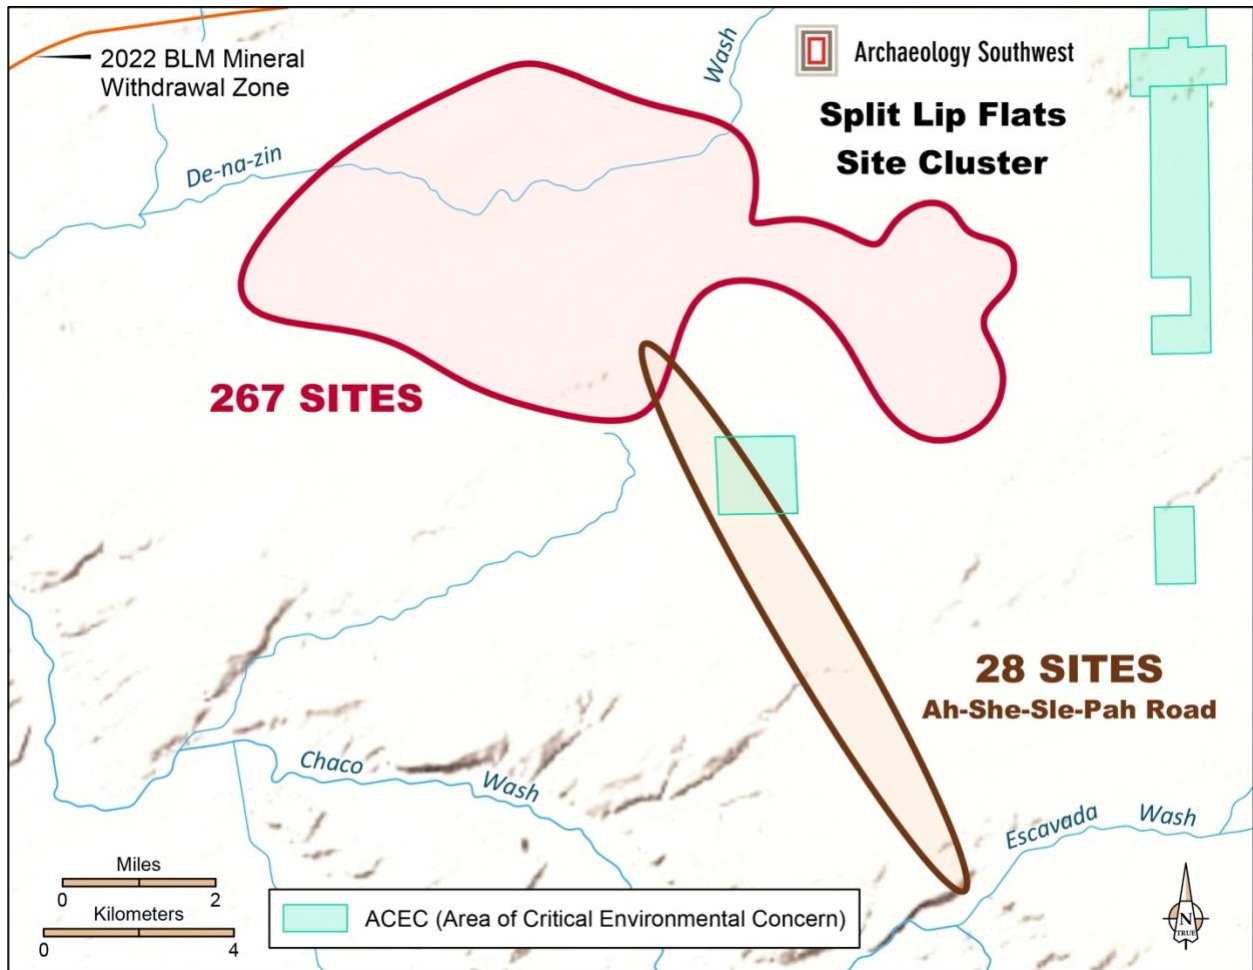 2022 BLM Mineral
Withdrawal Zone
Wash
Archaeology Southwest
Split Lip Flats
Site Cluster
De-na-zin
267 SITES
28 SITES
Ah-She-Sle-Pah Road
Chaco
Wash
Escavada
Wash
Miles
0 2
Kilometers
0 4
ACEC (Area of Critical Environmental Concern)
N
TRUE